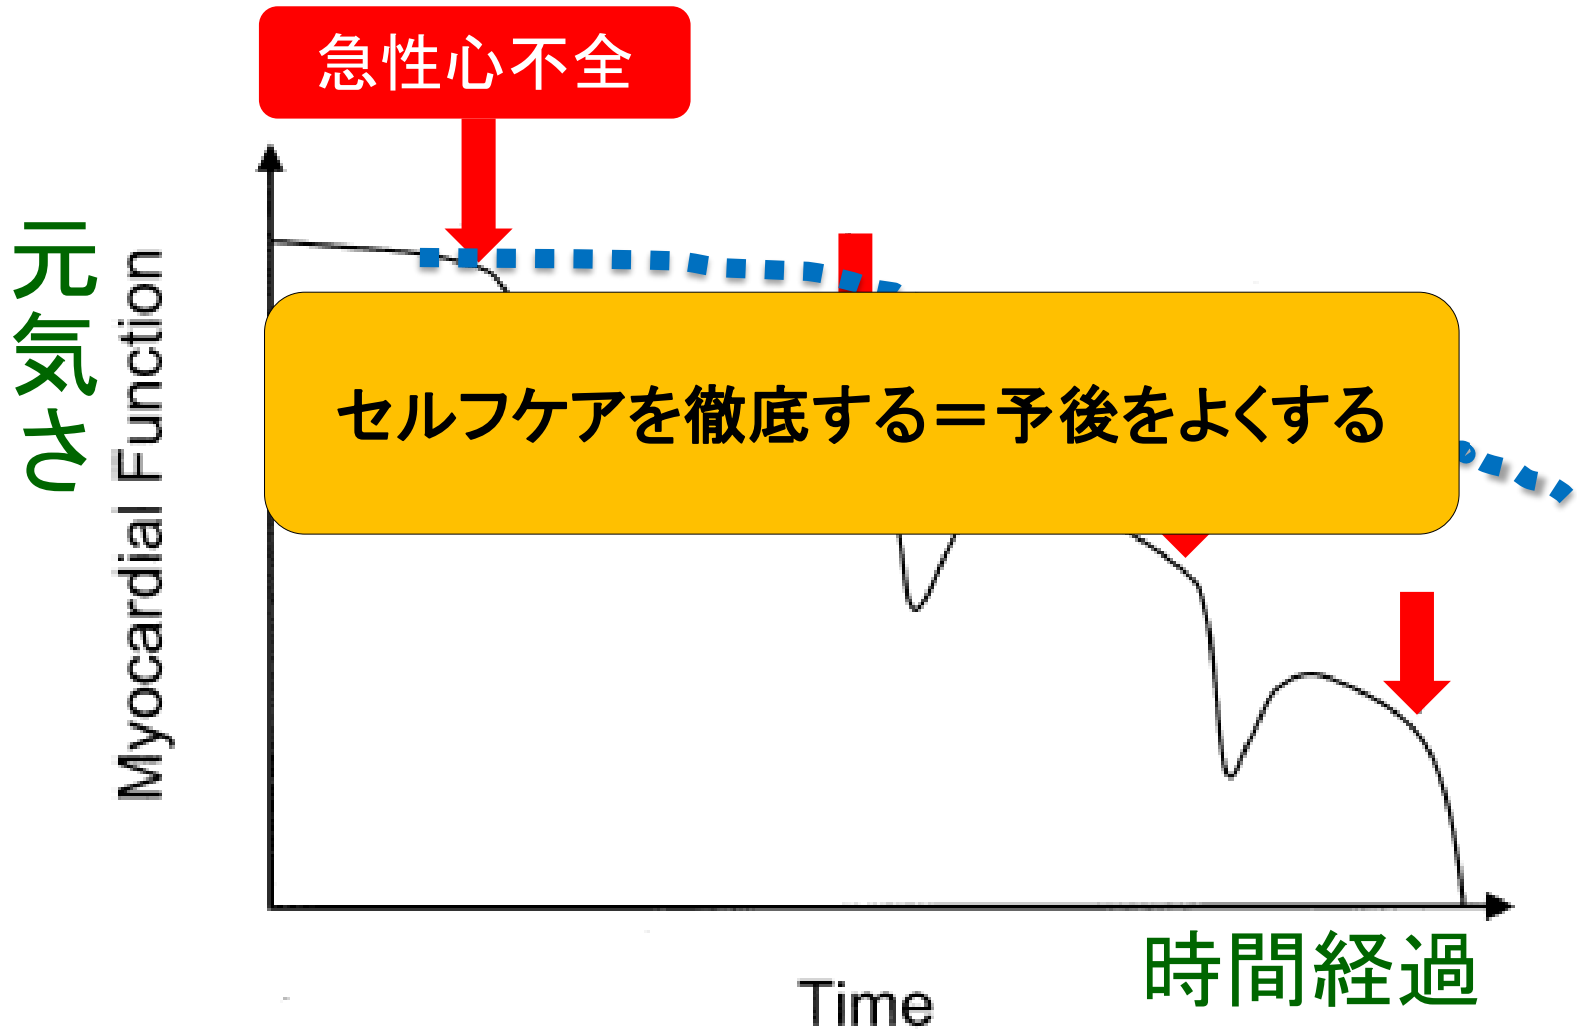 急性心不全
元気さ
Myocardial Function
セルフケアを徹底する＝予後をよくする
時間経過
Time